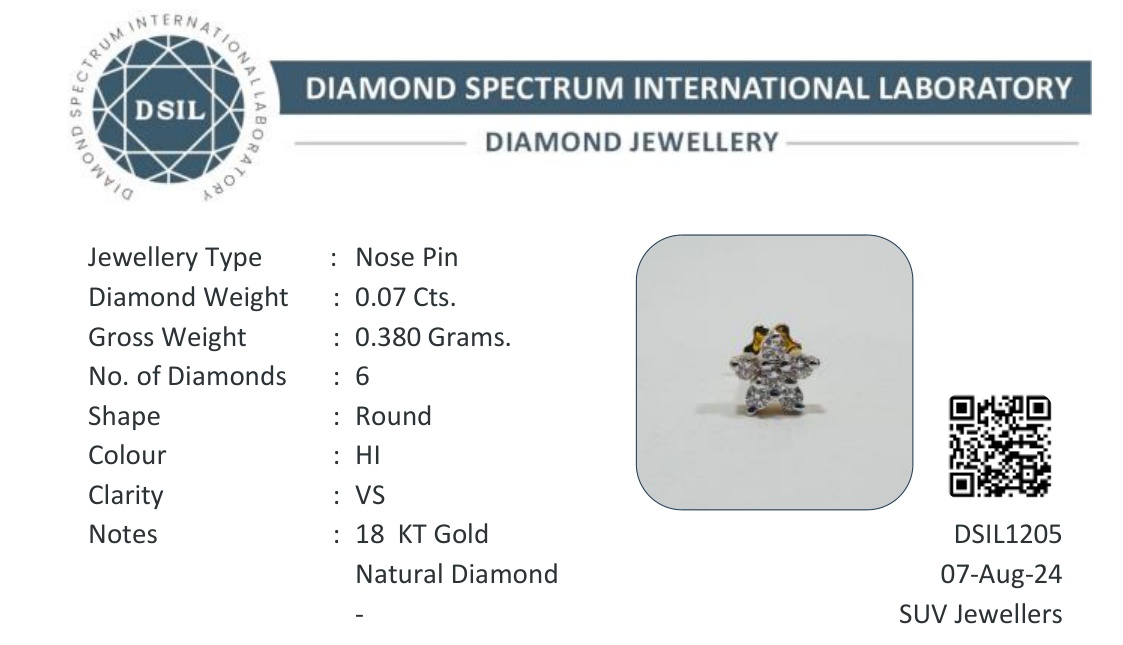 DIAMOND SPECTRUM INTERNATIONAL LABORATORY
DSIL
DIAMOND SPECTRUM INTERNATIONAL LABORATORY
DIAMOND JEWELLERY
Jewellery Type : Nose Pin
Diamond Weight : 0.07 Cts.
Gross Weight : 0.380 Grams.
No. of Diamonds : 6
Shape : Round
Colour : HI
Clarity : VS
Notes : 18 KT Gold
Natural Diamond
-
DSIL1205
07-Aug-24
SUV Jewellers